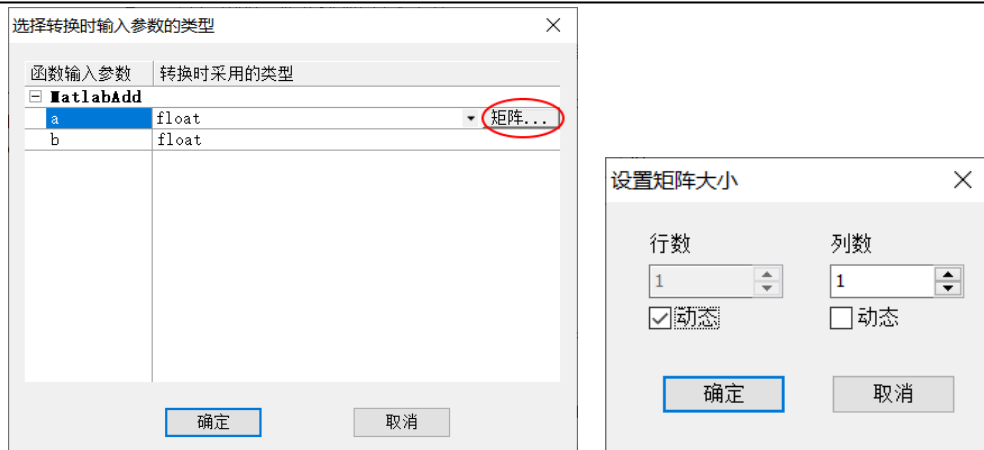 选择转换时输入参数的类型
函数输入参数 转换时采用的类型
MatlabAdd
a float 矩阵...
b float
确定 取消
设置矩阵大小
行数 列数
1 1
动态 动态
确定 取消